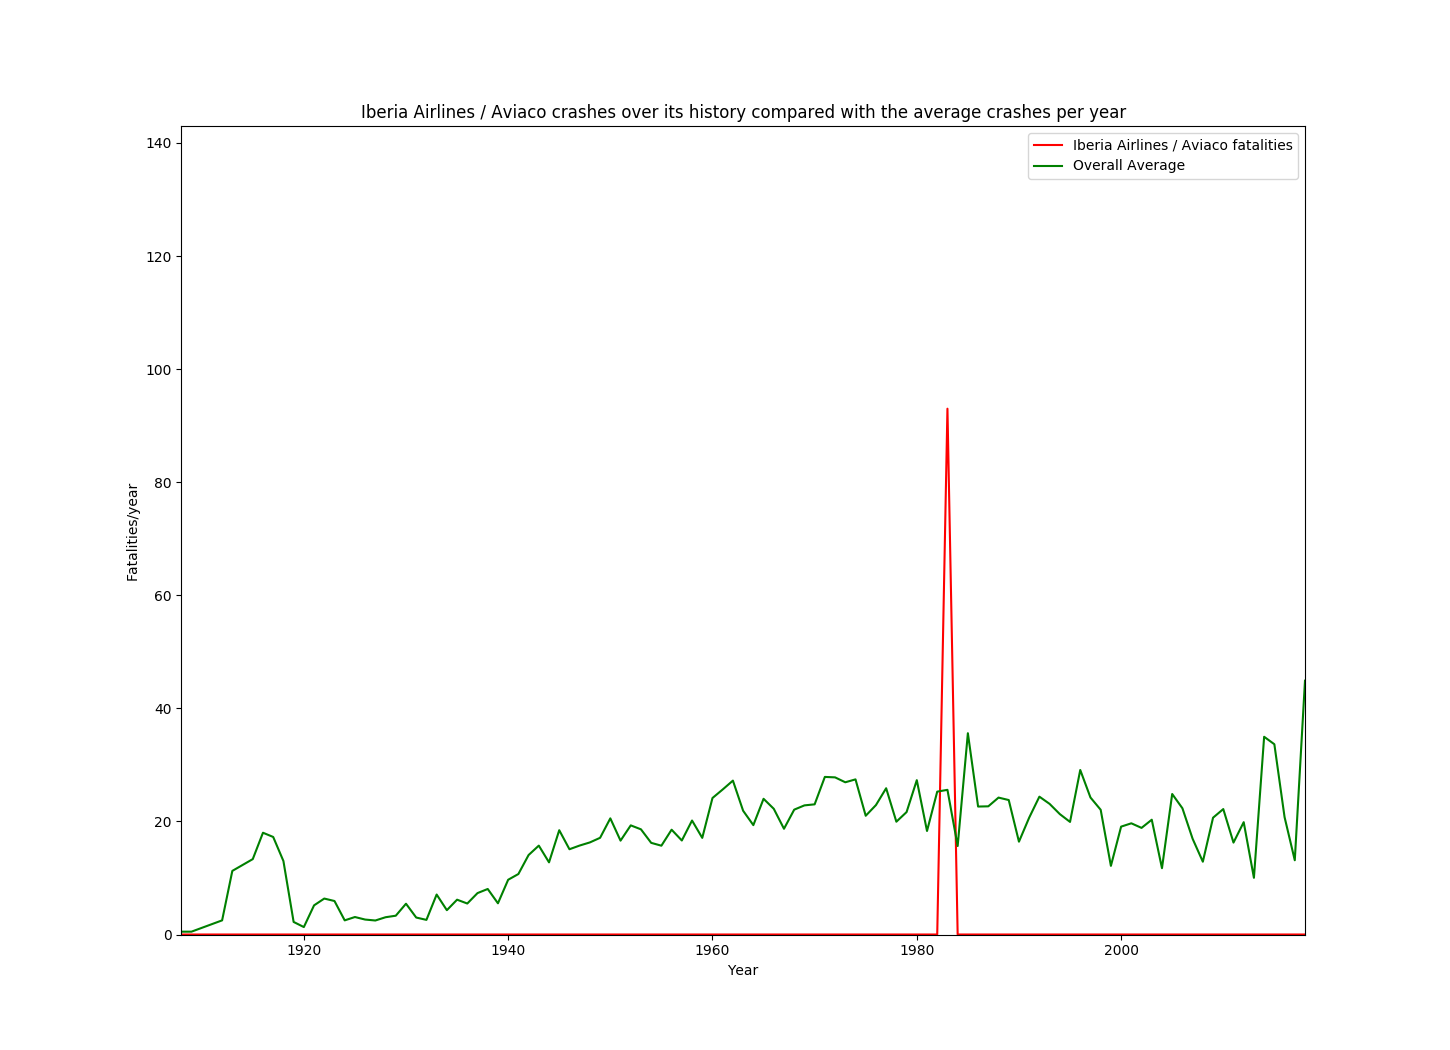 Iberia Airlines / Aviaco crashes over its history compared with the average crashes per year
Iberia Airlines / Aviaco fatalities
Overall Average
140
120
100
80
60
40
20
0
Fatalities/year
1920 1940 1960 1980 2000
Year